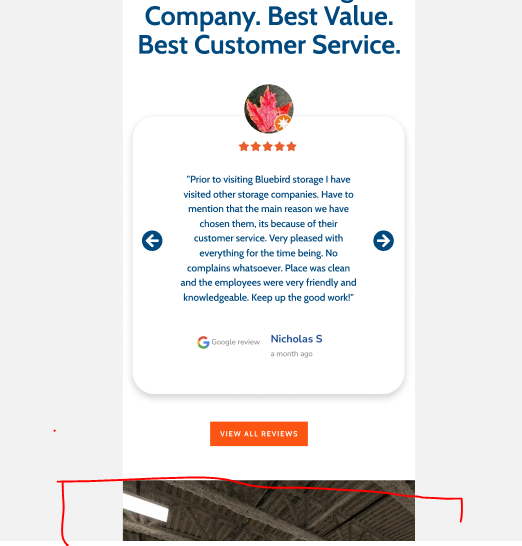 Company. Best Value.
Best Customer Service.
"Prior to visiting Bluebird storage I have
visited other storage companies. Have to
mention that the main reason we have
chosen them, its because of their
customer service. Very pleased with
everything for the time being. No
complains whatsoever. Place was clean
and the employees were very friendly and
knowledgeable. Keep up the good work!"
Google review
Nicholas S
a month ago
VIEW ALL REVIEWS